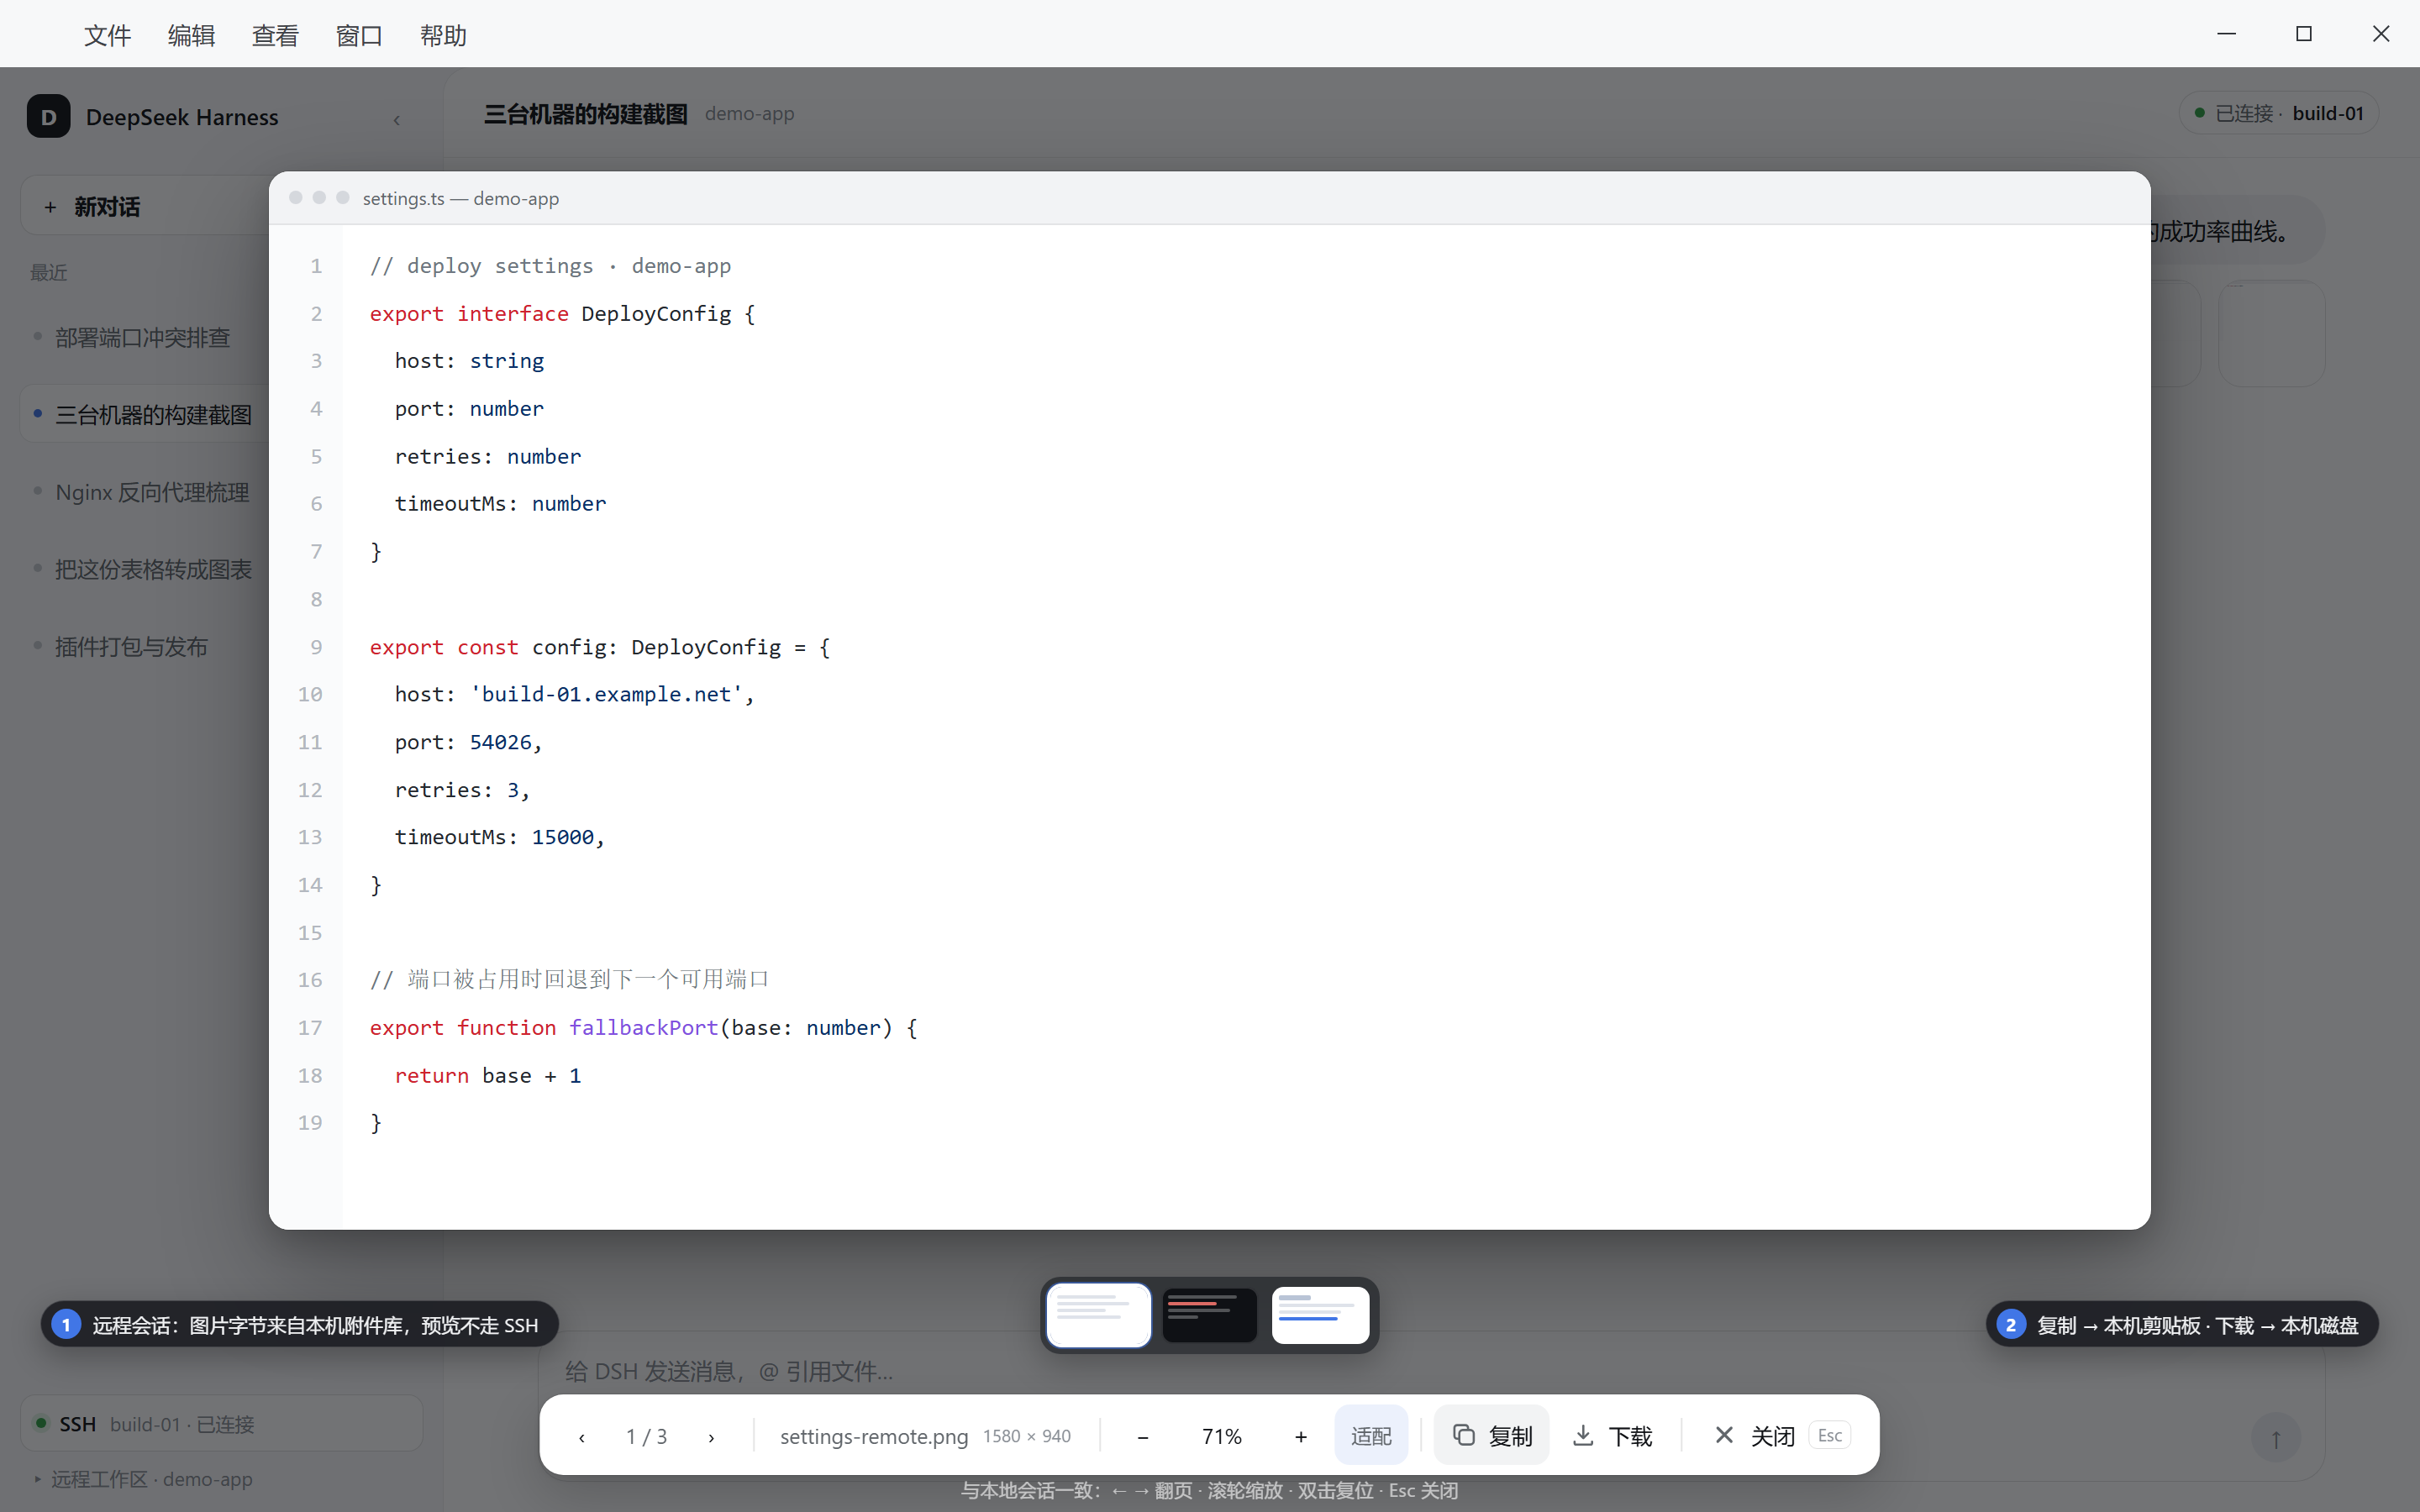 文件 编辑 查看 窗口 帮助
D DeepSeek Harness ‹
三台机器的构建截图 demo-app
已连接 · build-01
+ 新对话
最近
部署端口冲突排查
三台机器的构建截图
Nginx 反向代理梳理
把这份表格转成图表
插件打包与发布
的成功率曲线。
settings.ts — demo-app
1 // deploy settings · demo-app
2 export interface DeployConfig {
3 host: string
4 port: number
5 retries: number
6 timeoutMs: number
7 }
8
9 export const config: DeployConfig = {
10 host: 'build-01.example.net',
11 port: 54026,
12 retries: 3,
13 timeoutMs: 15000,
14 }
15
16 // 端口被占用时回退到下一个可用端口
17 export function fallbackPort(base: number) {
18 return base + 1
19 }
1 远程会话：图片字节来自本机附件库，预览不走 SSH
2 复制 → 本机剪贴板 · 下载 → 本机磁盘
给 DSH 发送消息，@ 引用文件...
SSH build-01 · 已连接
‹ 1 / 3 › settings-remote.png 1580 × 940 − 71% + 适配 复制 下载 关闭 Esc
↑
▸ 远程工作区 · demo-app
与本地会话一致：← → 翻页 · 滚轮缩放 · 双击复位 · Esc 关闭